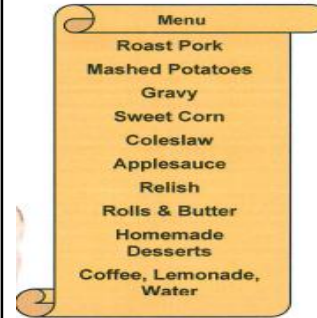 Menu
Roast Pork
Mashed Potatoes
Gravy
Sweet Corn
Coleslaw
Applesauce
Relish
Rolls & Butter
Homemade
Desserts
Coffee, Lemonade,
Water